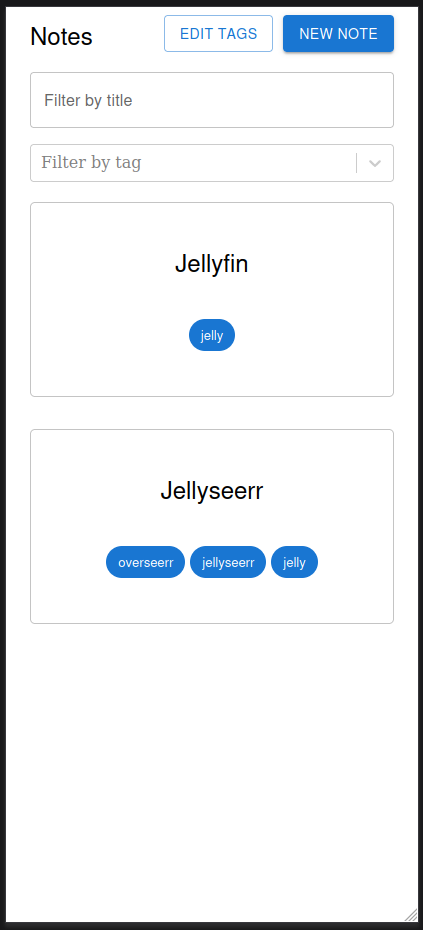 Notes EDIT TAGS NEW NOTE
Filter by title
Filter by tag
Jellyfin
jelly
Jellyseerr
overseerr jellyseerr jelly